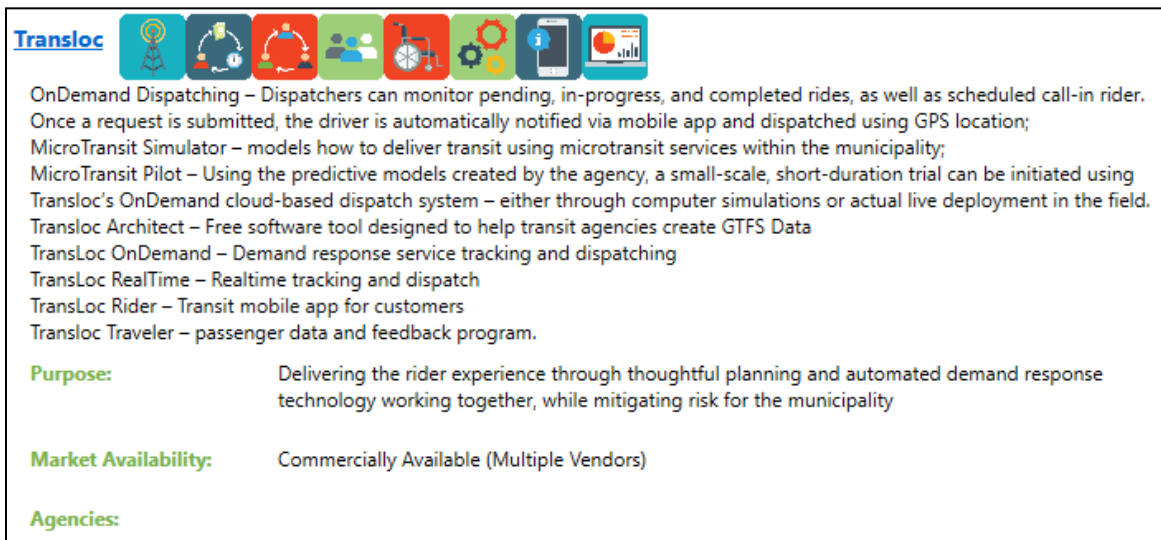 Transloc
OnDemand Dispatching – Dispatchers can monitor pending, in-progress, and completed rides, as well as scheduled call-in rider.
Once a request is submitted, the driver is automatically notified via mobile app and dispatched using GPS location;
MicroTransit Simulator – models how to deliver transit using microtransit services within the municipality;
MicroTransit Pilot – Using the predictive models created by the agency, a small-scale, short-duration trial can be initiated using
Transloc's OnDemand cloud-based dispatch system – either through computer simulations or actual live deployment in the field.
Transloc Architect – Free software tool designed to help transit agencies create GTFS Data
TransLoc OnDemand – Demand response service tracking and dispatching
TransLoc RealTime – Realtime tracking and dispatch
TransLoc Rider – Transit mobile app for customers
Transloc Traveler – passenger data and feedback program.
Purpose: Delivering the rider experience through thoughtful planning and automated demand response
technology working together, while mitigating risk for the municipality
Market Availability: Commercially Available (Multiple Vendors)
Agencies: